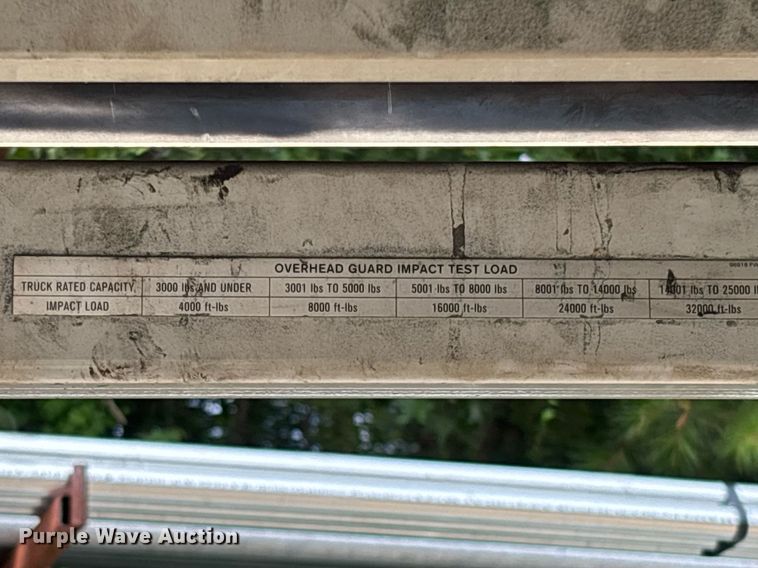 OVERHEAD GUARD IMPACT TEST LOAD
TRUCK RATED CAPACITY 3000 lbs AND UNDER 3001 lbs TO 5000 lbs 5001 lbs TO 8000 lbs 8001 lbs TO 14000 lbs 14001 lbs TO 25000 l
IMPACT LOAD 4000 ft-lbs 8000 ft-lbs 16000 ft-lbs 24000 ft-lbs 32000 ft-lbs
Purple Wave Auction